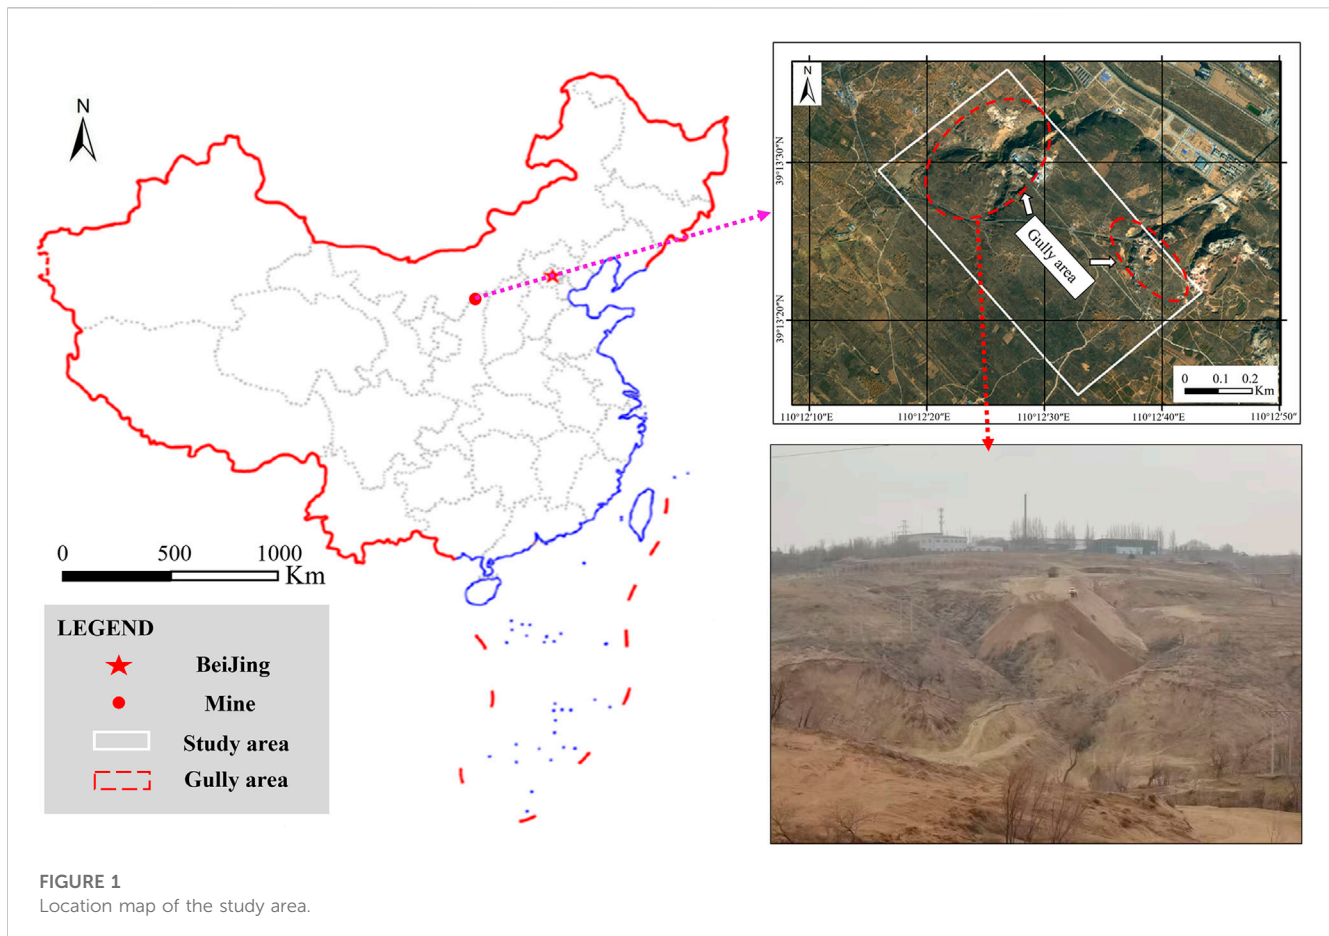 N
0 500 1000
Km
LEGEND
BeiJing
Mine
Study area
Gully area
N
39°13'30"N
39°13'20"N
Gully area
0 0.1 0.2
Km
110°12'10"E 110°12'20"E 110°12'30"E 110°12'40"E 110°12'50"
FIGURE 1
Location map of the study area.